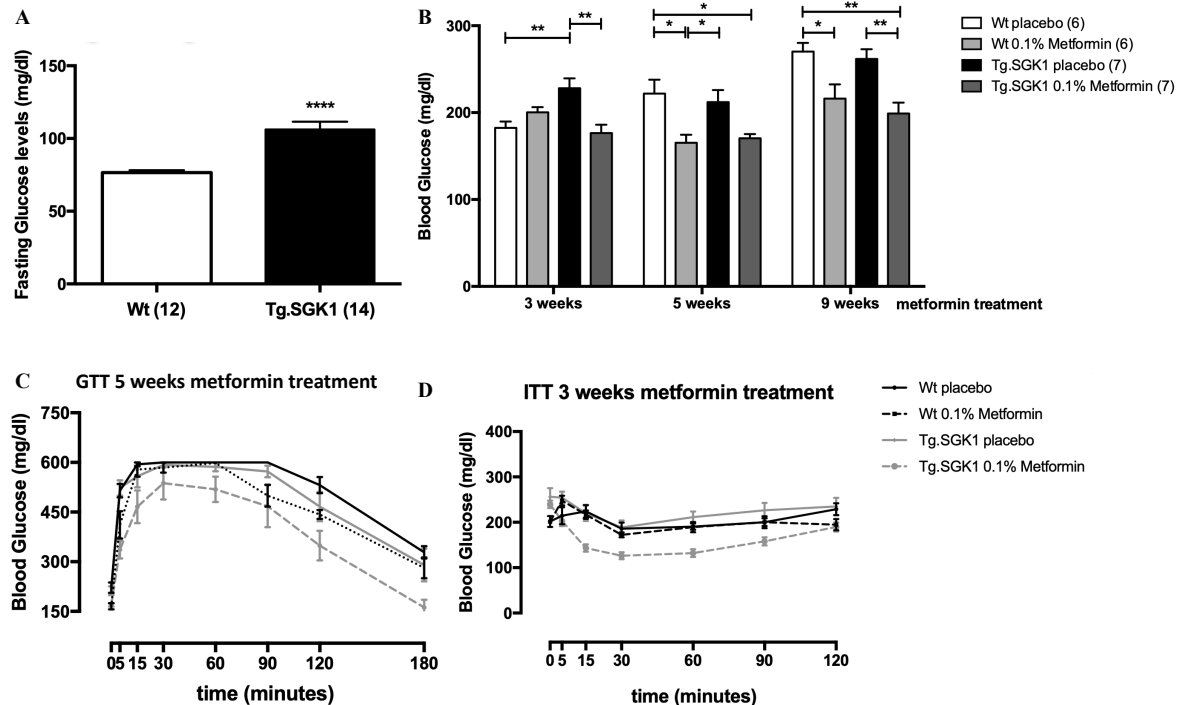 A
Fasting Glucose levels (mg/dl)
150
100
50
0
****
Wt (12)
Tg.SGK1 (14)
B
Blood Glucose (mg/dl)
300
200
100
0
**
**
*
*
*
**
*
**
3 weeks
5 weeks
9 weeks
metformin treatment
Wt placebo (6)
Wt 0.1% Metformin (6)
Tg.SGK1 placebo (7)
Tg.SGK1 0.1% Metformin (7)
C
GTT 5 weeks metformin treatment
Blood Glucose (mg/dl)
750
600
450
300
150
0 5 15 30 60 90 120 180
time (minutes)
D
ITT 3 weeks metformin treatment
Blood Glucose (mg/dl)
400
300
200
100
0
0 5 15 30 60 90 120
time (minutes)
Wt placebo
Wt 0.1% Metformin
Tg.SGK1 placebo
Tg.SGK1 0.1% Metformin